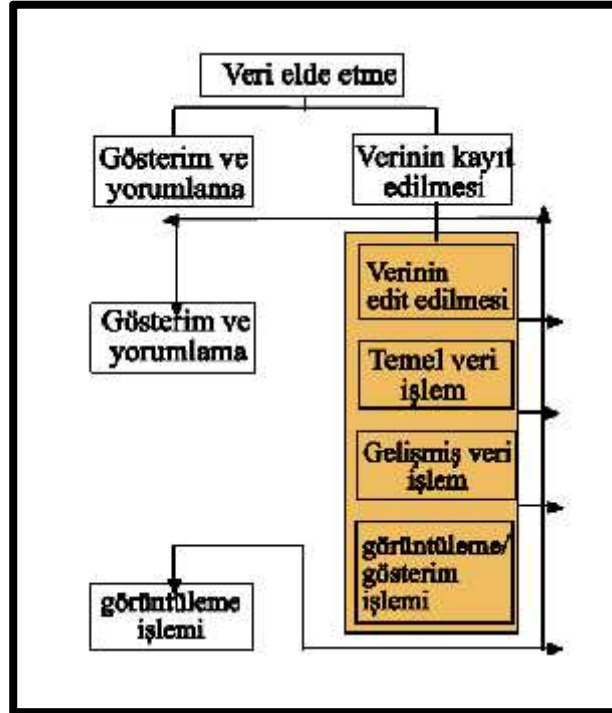 Veri elde etme
Gösterim ve
yorumlama
Verinin kayıt
edilmesi
Verinin
edit edilmesi
Gösterim ve
yorumlama
Temel veri
işlem
Gelişmiş veri
işlem
görüntüleme/
gösterim
işlemi
görüntüleme
işlemi